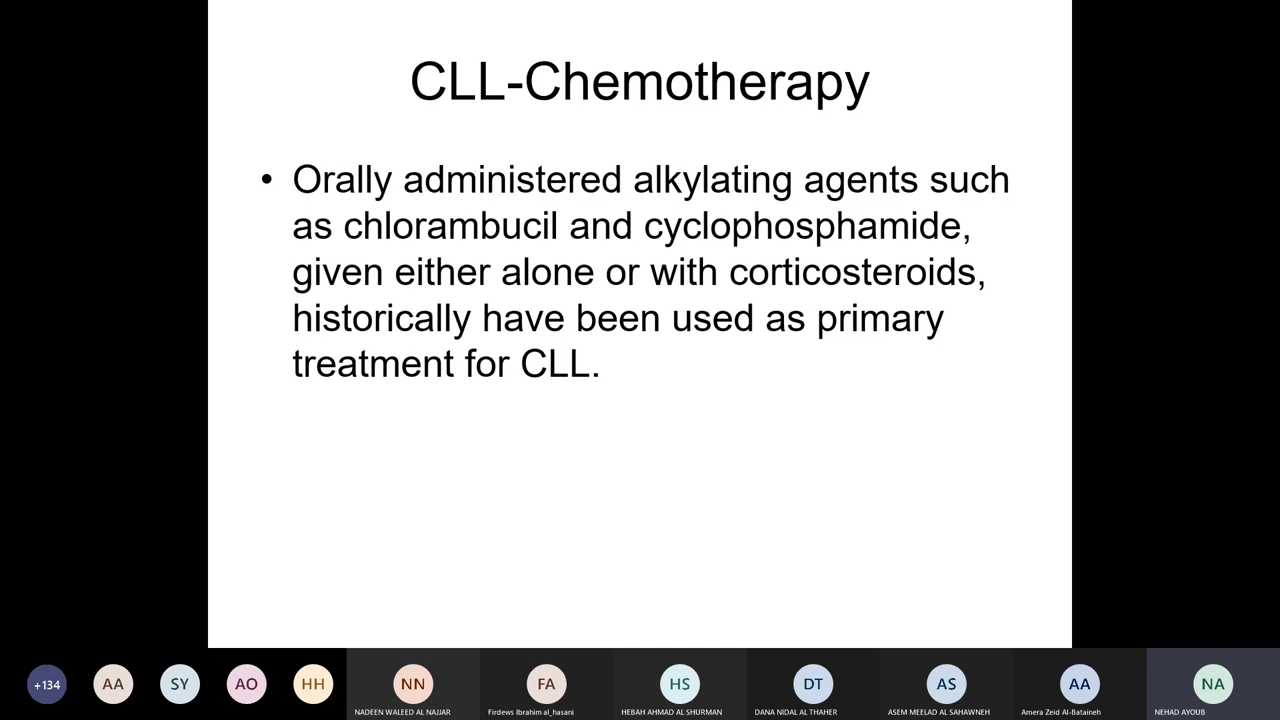 CLL-Chemotherapy
• Orally administered alkylating agents such
as chlorambucil and cyclophosphamide,
given either alone or with corticosteroids,
historically have been used as primary
treatment for CLL.
+134 AA SY AO HH NN FA HS DT AS AA NA
NADEEN WALEED AL NAJJAR Firdews Ibrahim al_hasani HEBAH AHMAD AL SHURMAN DANA NIDAL AL THAHER ASEM MEELAD AL SAHAWNEH Amera Zeid Al-Bataineh NEHAD AYOUB